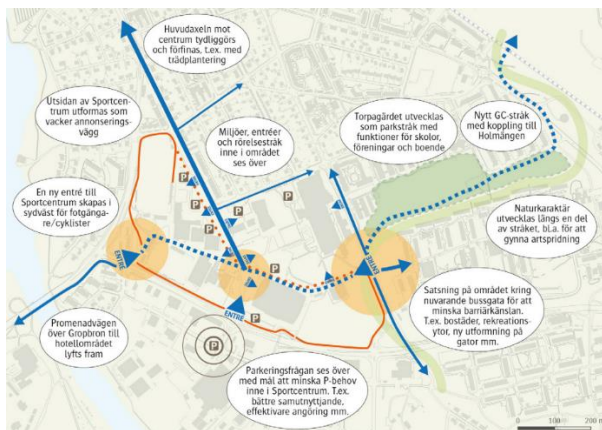 Huvudaxeln mot
centrum tydliggörs
och förfinas, t.ex. med
trädplantering
Utsidan av Sportcen-
trum utformas som
vacker annonserings-
vägg
Miljöer, entréer
och rörelsestråk
inne i området
ses över
Torpagärdet utvecklas
som parkstråk med
funktioner för skolor,
föreningar och boende
Nytt GC-stråk
med koppling till
Holmängen
En ny entré till
Sportcentrum skapas i
sydväst för fotgänga-
re/cyklister
Naturkaraktär
utvecklas längs en del
av stråket, bl.a. för att
gynna artspridning
P
P
P
P
P
P
P
P
ENTRÉ
ENTRÉ
ENTRÉ
Satsning på området kring
nuvarande bussgata för att
minska barriärkänslan.
T.ex. bostäder, rekreations-
ytor, ny utformning på
gator mm.
Promenadvägen
över Gropbron till
hotellområdet
lyfts fram
Parkeringsfrågan ses över
med mål att minska P-behov
inne i Sportcentrum. T.ex.
bättre samutnyttjande,
effektivare angöring mm.
0 100 200 m